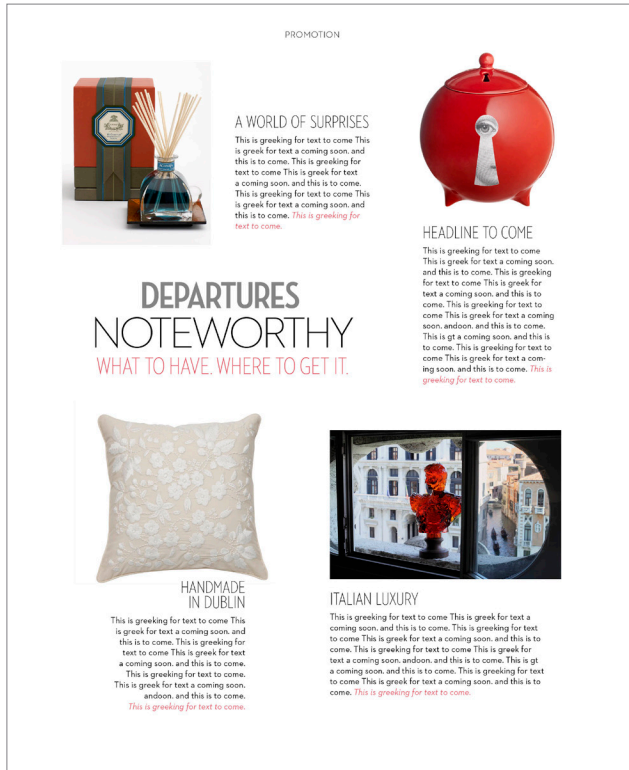 PROMOTION
A WORLD OF SURPRISES
This is greeking for text to come This
is greek for text a coming soon. and
this is to come. This is greeking for
text to come This is greek for text
a coming soon. and this is to come.
This is greeking for text to come This
is greek for text a coming soon. and
this is to come. This is greeking for
text to come.
HEADLINE TO COME
This is greeking for text to come
This is greek for text a coming soon.
and this is to come. This is greeking
for text to come This is greek for
text a coming soon. and this is to
come. This is greeking for text to
come This is greek for text a coming
soon. andoon. and this is to come.
This is gt a coming soon. and this is
to come. This is greeking for text to
come This is greek for text a com-
ing soon. and this is to come. This is
greeking for text to come.
DEPARTURES
NOTEWORTHY
WHAT TO HAVE. WHERE TO GET IT.
HANDMADE
IN DUBLIN
This is greeking for text to come This
is greek for text a coming soon. and
this is to come. This is greeking for
text to come This is greek for text
a coming soon. and this is to come.
This is greeking for text to come.
This is greek for text a coming soon.
andoon. and this is to come.
This is greeking for text to come.
ITALIAN LUXURY
This is greeking for text to come This is greek for text a
coming soon. and this is to come. This is greeking for text
to come This is greek for text a coming soon. and this is to
come. This is greeking for text to come This is greek for
text a coming soon. andoon. and this is to come. This is gt
a coming soon. and this is to come. This is greeking for text
to come This is greek for text a coming soon. and this is to
come. This is greeking for text to come.